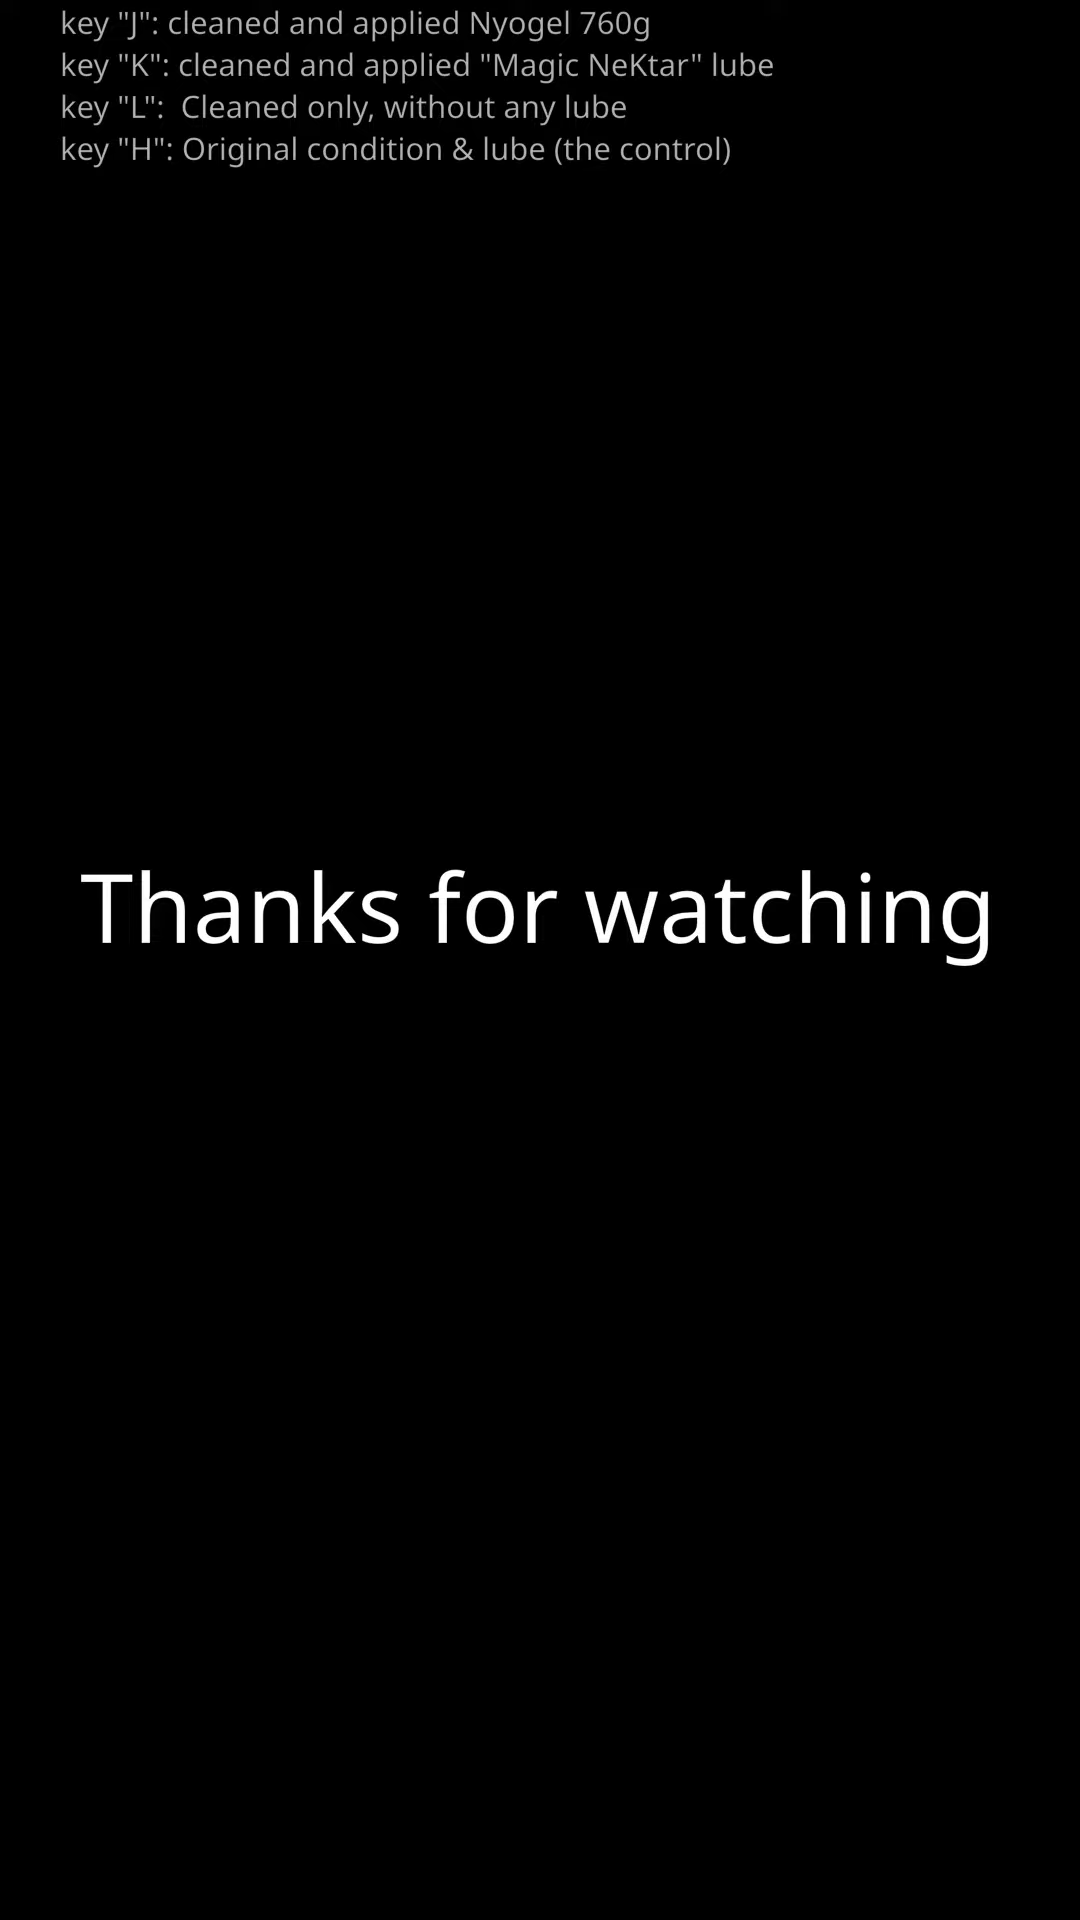 key "J": cleaned and applied Nyogel 760g
key "K": cleaned and applied "Magic NeKtar" lube
key "L":  Cleaned only, without any lube
key "H": Original condition & lube (the control)
Thanks for watching